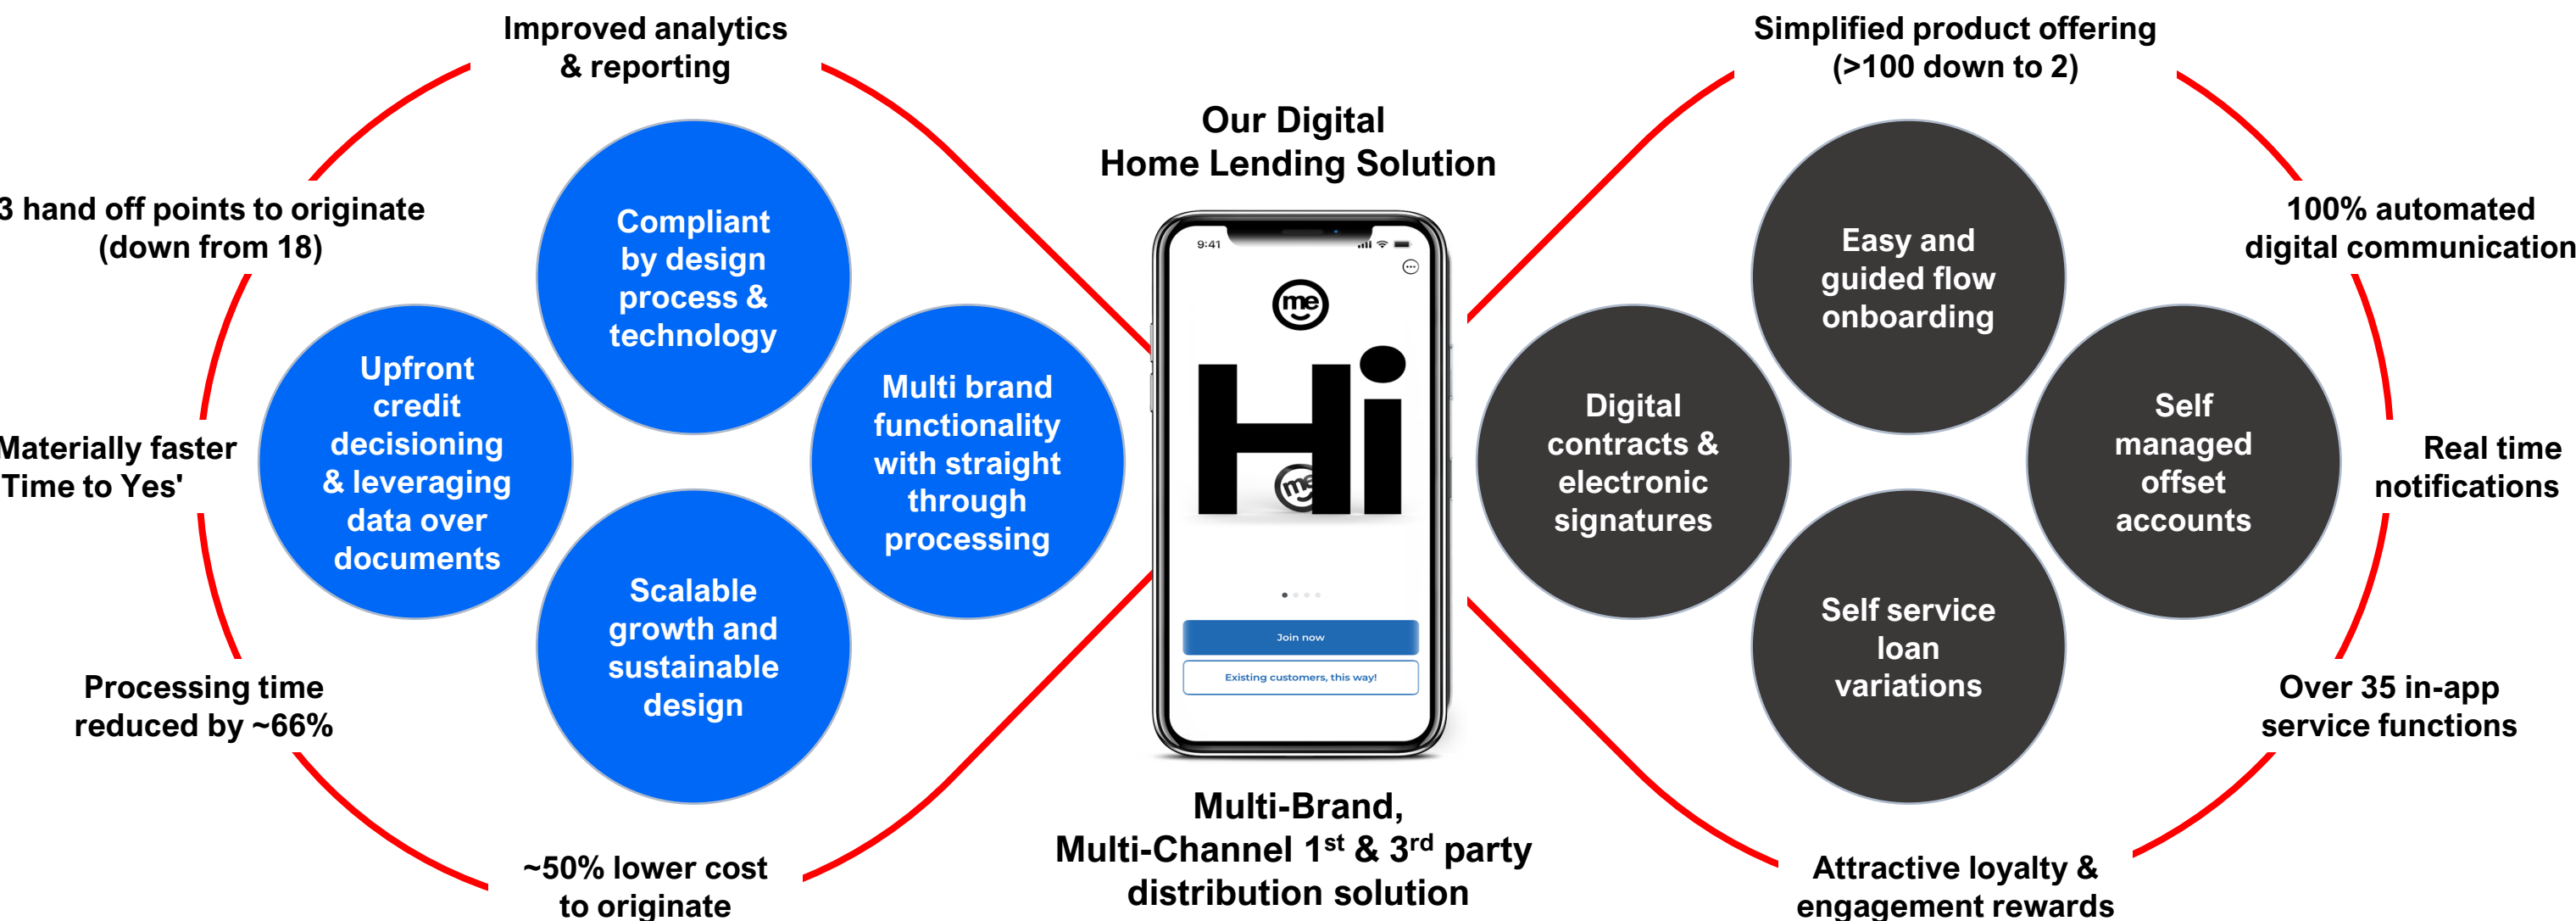 Improved analytics
& reporting
3 hand off points to originate
(down from 18)
Materially faster
Time to Yes'
Processing time
reduced by ~66%
~50% lower cost
to originate
Compliant
by design
process &
technology
Upfront
credit
decisioning
& leveraging
data over
documents
Multi brand
functionality
with straight
through
processing
Scalable
growth and
sustainable
design
Our Digital
Home Lending Solution
9:41
me
Hi
me
Join now
Existing customers, this way!
Multi-Brand,
Multi-Channel 1st & 3rd party
distribution solution
Simplified product offering
(>100 down to 2)
Easy and
guided flow
onboarding
Digital
contracts &
electronic
signatures
Self
managed
offset
accounts
Self service
loan
variations
100% automated
digital communication
Real time
notifications
Over 35 in-app
service functions
Attractive loyalty &
engagement rewards